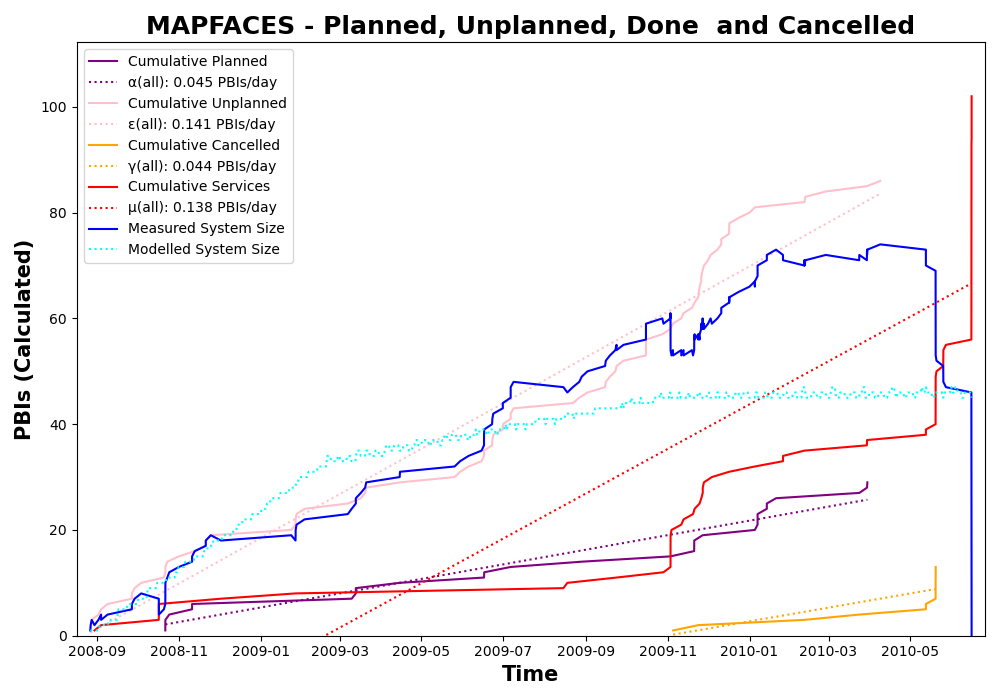 MAPFACES - Planned, Unplanned, Done  and Cancelled
Cumulative Planned
α(all): 0.045 PBIs/day
Cumulative Unplanned
ε(all): 0.141 PBIs/day
Cumulative Cancelled
γ(all): 0.044 PBIs/day
Cumulative Services
μ(all): 0.138 PBIs/day
Measured System Size
Modelled System Size
PBIs (Calculated)
100
80
60
40
20
0
2008-09 2008-11 2009-01 2009-03 2009-05 2009-07 2009-09 2009-11 2010-01 2010-03 2010-05
Time